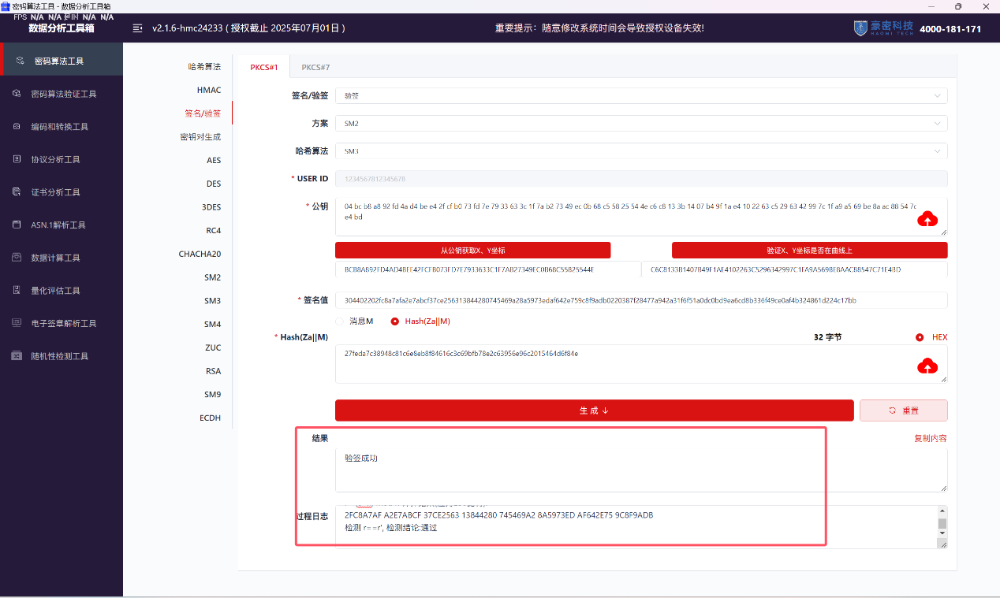 密码算法工具 - 数据分析工具箱
FPS N/A N/A 延时 N/A N/A
数据分析工具箱
v2.1.6-hmc24233 ( 授权截止 2025年07月01日 )
重要提示：随意修改系统时间会导致授权设备失效!
豪密科技
HAOMI TECH
4000-181-171
密码算法工具
密码算法验证工具
编码和转换工具
协议分析工具
证书分析工具
ASN.1解析工具
数据计算工具
量化评估工具
电子签章解析工具
随机性检测工具
哈希算法
HMAC
签名/验签
密钥对生成
AES
DES
3DES
RC4
CHACHA20
SM2
SM3
SM4
ZUC
RSA
SM9
ECDH
PKCS#1 PKCS#7
签名/验签 验签
方案 SM2
哈希算法 SM3
* USER ID 1234567812345678
* 公钥 04 bc b8 a8 92 fd 4a d4 be e4 2f cf b0 73 fd 7e 79 33 63 3c 1f 7a b2 73 49 ec 0b 68 c5 58 25 54 4e c6 c8 13 3b 14 07 b4 9f 1a e4 10 22 63 c5 29 63 42 99 7c 1f a9 a5 69 be 8a ac 88 54 7c 71
e4 bd
从公钥获取X、Y坐标 验证X、Y坐标是否在曲线上
BCB8A892FD4AD4BEE42FCFB073FD7E7933633C1F7AB27349EC0B68C55825544E C6C8133B1407B49F1AE4102263C5296342997C1FA9A569BE8AAC88547C71E4BD
* 签名值 304402202fc8a7afa2e7abcf37ce256313844280745469a28a5973edaf642e759c8f9adb0220387f28477a942a31f6f51a0dc0bd9ea6cd8b336f49ce0af4b324861d224c17bb
消息M Hash(Za||M)
* Hash(Za||M) 32 字节 HEX
27feda7c38948c81c6e8eb8f84616c3c69bfb78e2c63956e96c2015464d6f84e
生 成 ↓ 重置
结果 复制内容
验签成功
过程日志
2FC8A7AF A2E7ABCF 37CE2563 13844280 745469A2 8A5973ED AF642E75 9C8F9ADB
检测 r==r', 检测结论:通过